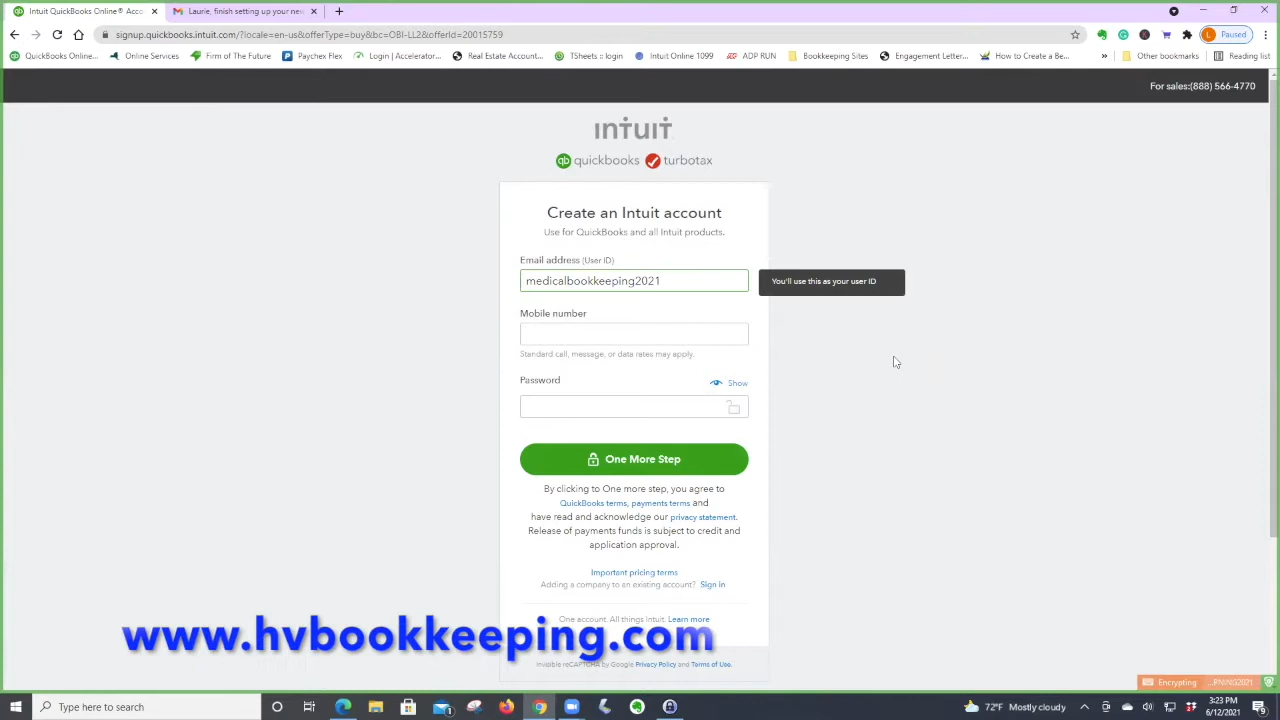 Intuit QuickBooks Online® Acco
Laurie, finish setting up your new
signup.quickbooks.intuit.com/?locale=en-us&offerType=buy&bc=OBI-LL2&offerId=20015759
L Paused
QuickBooks Onlin...
Online Services
Firm of The Future
Paychex Flex
Login | Accelerator...
Real Estate Account...
TSheets :: login
Intuit Online 1099
ADP RUN
Bookkeeping Sites
Engagement Letter...
How to Create a Be...
»
Other bookmarks
Reading list
For sales:(888) 566-4770
intuit
qb quickbooks turbotax
Create an Intuit account
Use for QuickBooks and all Intuit products.
Email address (User ID)
medicalbookkeeping2021
You'll use this as your user ID
Mobile number
Standard call, message, or data rates may apply.
Password
Show
One More Step
By clicking to One more step, you agree to
QuickBooks terms, payments terms and
have read and acknowledge our privacy statement.
Release of payments funds is subject to credit and
application approval.
Important pricing terms
Adding a company to an existing account? Sign in
One account. All things Intuit. Learn more
www.hvbookkeeping.com
Invisible reCAPTCHA by Google Privacy Policy and Terms of Use.
Encrypting ...PNING2021
Type here to search
72°F Mostly cloudy
3:23 PM
6/12/2021